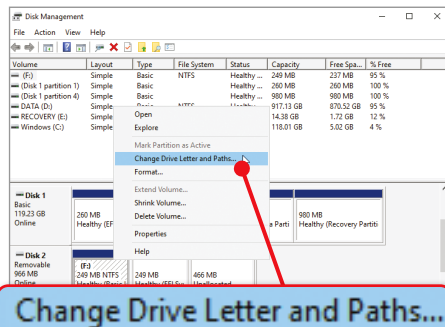 Disk Management
File Action View Help
Volume Layout Type File System Status Capacity Free Spa... % Free
(F:) Simple Basic NTFS Healthy ... 249 MB 237 MB 95 %
(Disk 1 partition 1) Simple Basic Healthy ... 260 MB 260 MB 100 %
(Disk 1 partition 4) Simple Basic Healthy ... 980 MB 980 MB 100 %
DATA (D:) Simple 917.13 GB 870.52 GB 95 %
RECOVERY (E:) Simple 14.38 GB 1.72 GB 12 %
Windows (C:) Simple 118.01 GB 5.02 GB 4 %
Open
Explore
Mark Partition as Active
Change Drive Letter and Paths...
Format...
Extend Volume...
Shrink Volume...
Delete Volume...
Properties
Help
Disk 1
Basic
119.23 GB
Online
260 MB
Healthy (EF
a Parti
980 MB
Healthy (Recovery Partiti
Disk 2
Removable
966 MB
Online
(F:)
249 MB NTFS
249 MB
466 MB
Change Drive Letter and Paths...